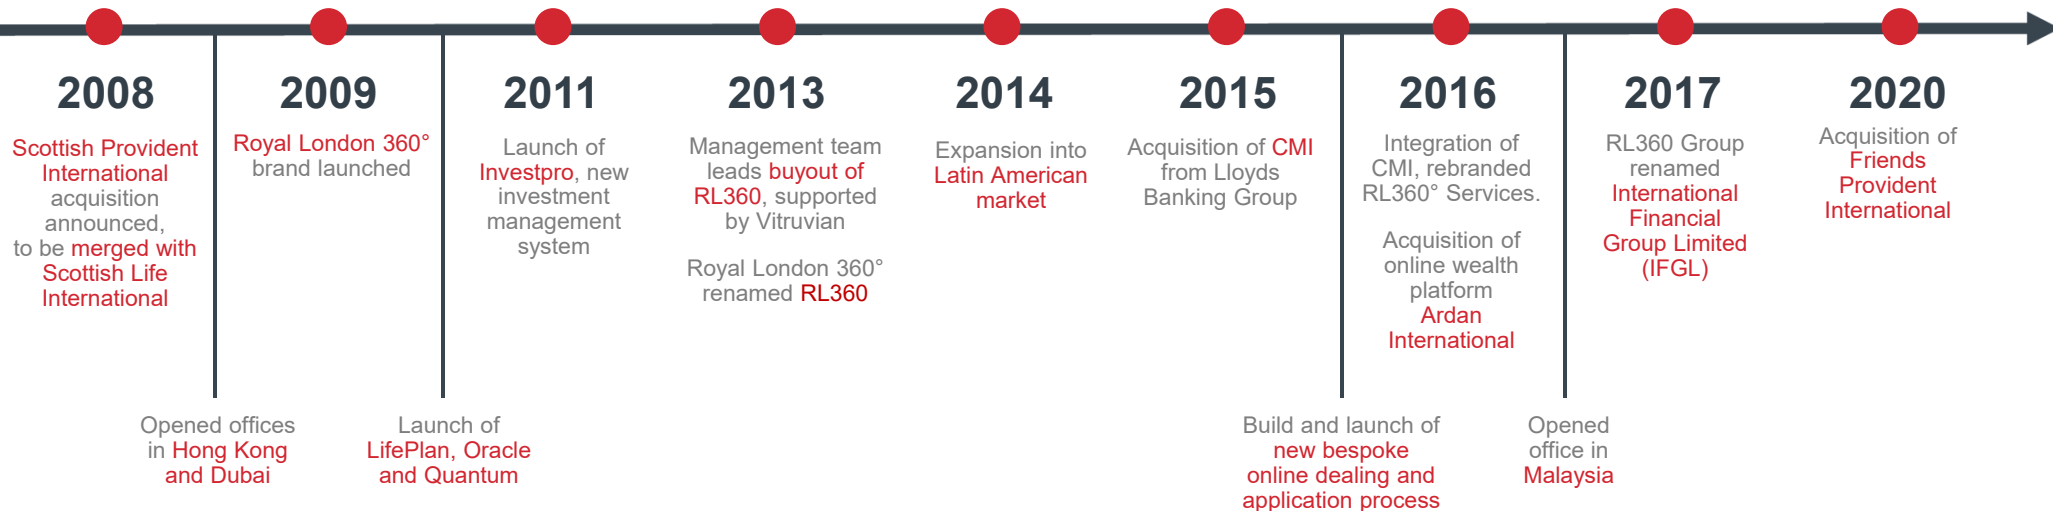 2008
Scottish Provident
International
acquisition
announced,
to be merged with
Scottish Life
International
Opened offices
in Hong Kong
and Dubai
2009
Royal London 360°
brand launched
Launch of
LifePlan, Oracle
and Quantum
2011
Launch of
Investpro, new
investment
management
system
2013
Management team
leads buyout of
RL360, supported
by Vitruvian
Royal London 360°
renamed RL360
2014
Expansion into
Latin American
market
2015
Acquisition of CMI
from Lloyds
Banking Group
Build and launch of
new bespoke
online dealing and
application process
2016
Integration of
CMI, rebranded
RL360° Services.
Acquisition of
online wealth
platform
Ardan
International
Opened
office in
Malaysia
2017
RL360 Group
renamed
International
Financial
Group Limited
(IFGL)
2020
Acquisition of
Friends
Provident
International